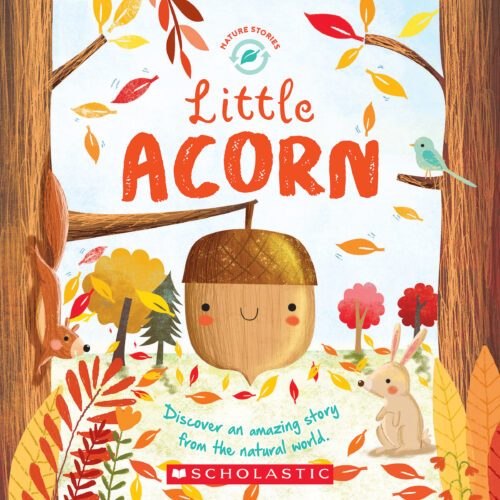 NATURE STORIES
Little
ACORN
Discover an amazing story
from the natural world.
SCHOLASTIC